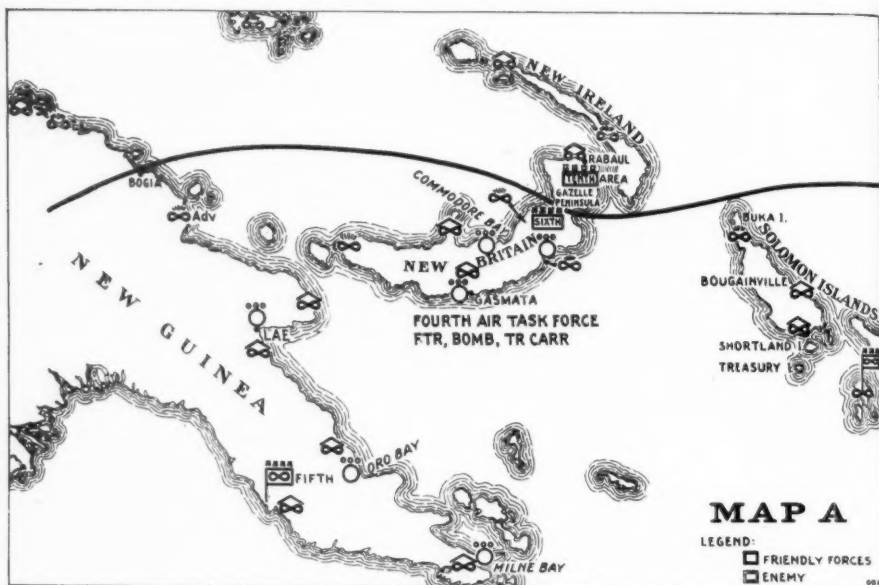 NEW IRELAND
RABAUL
AREA
TENTH
GAZELLE
PENINSULA
SIXTH
COMMODORE BAY
BOGIA
Adv
NEW BRITAIN
GASMATA
FOURTH AIR TASK FORCE
FTR, BOMB, TR CARR
BUKA I.
SOLOMON ISLANDS
BOUGAINVILLE
SHORTLAND I.
TREASURY I.
NEW GUINEA
LAE
ORO BAY
FIFTH
MILNE BAY
MAP A
LEGEND:
FRIENDLY FORCES
ENEMY